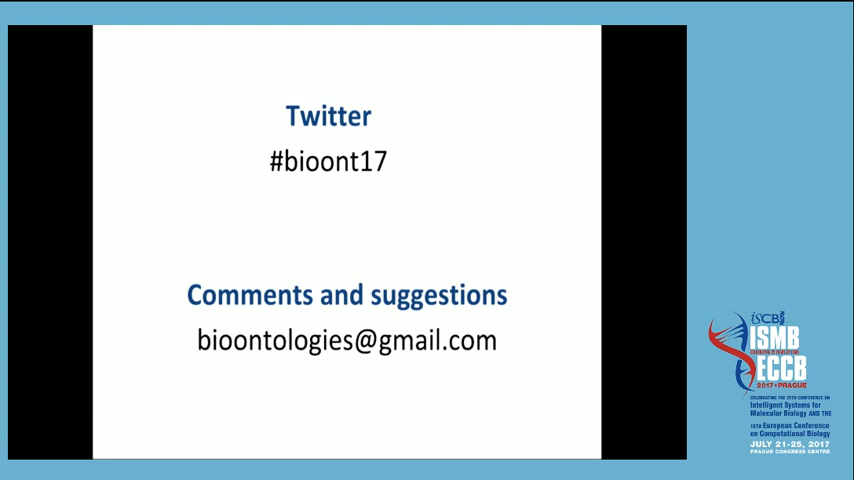 Twitter
#bioont17
Comments and suggestions
bioontologies@gmail.com
ISCB
ISMB
ECCB
2017 • PRAGUE
CELEBRATING THE 25TH CONFERENCE ON
Intelligent Systems for
Molecular Biology AND THE
16TH European Conference
on Computational Biology
JULY 21-25, 2017
PRAGUE CONGRESS CENTRE